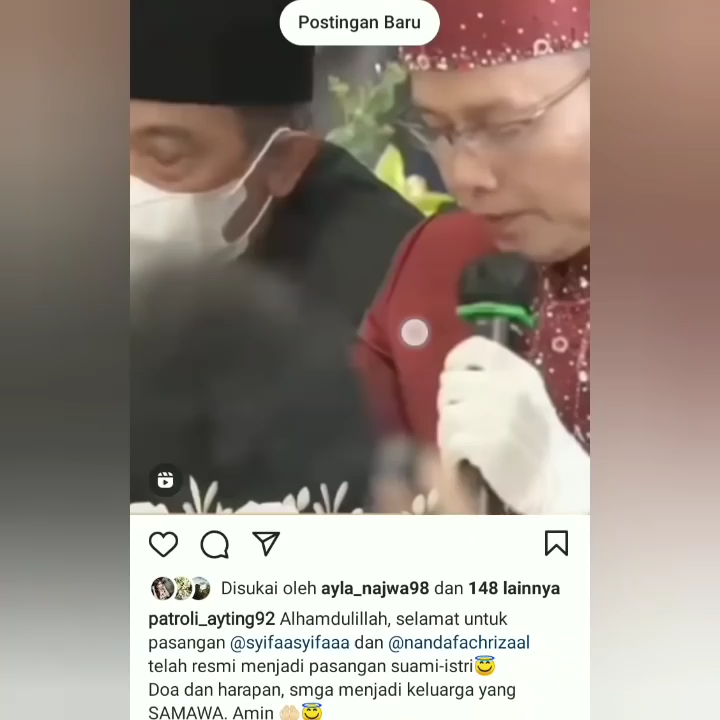 Postingan Baru
Disukai oleh ayla_najwa98 dan 148 lainnya
patroli_ayting92 Alhamdulillah, selamat untuk
pasangan @syifaasyifaaa dan @nandafachrizaal
telah resmi menjadi pasangan suami-istri😇
Doa dan harapan, smga menjadi keluarga yang
SAMAWA. Amin 🤲🏻😇